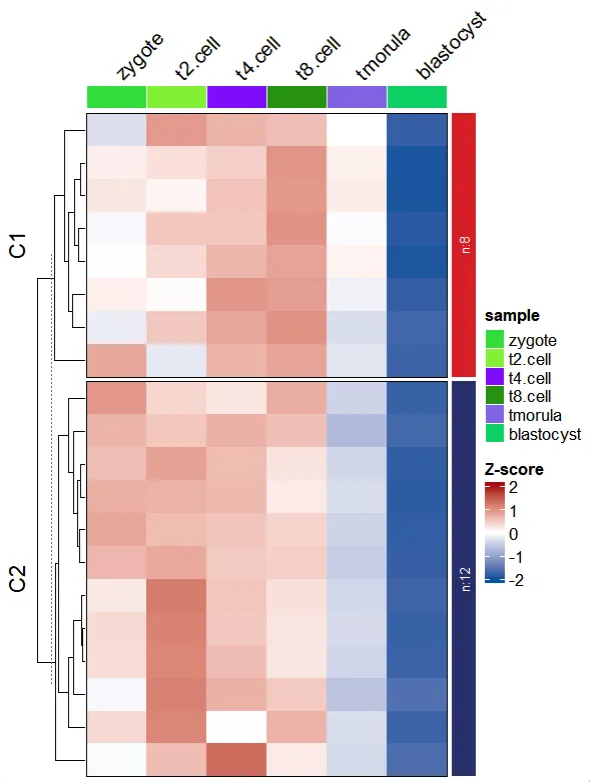 zygote
t2.cell
t4.cell
t8.cell
tmorula
blastocyst
C1
n:8
C2
n:12
sample
zygote
t2.cell
t4.cell
t8.cell
tmorula
blastocyst
Z-score
2
1
0
-1
-2